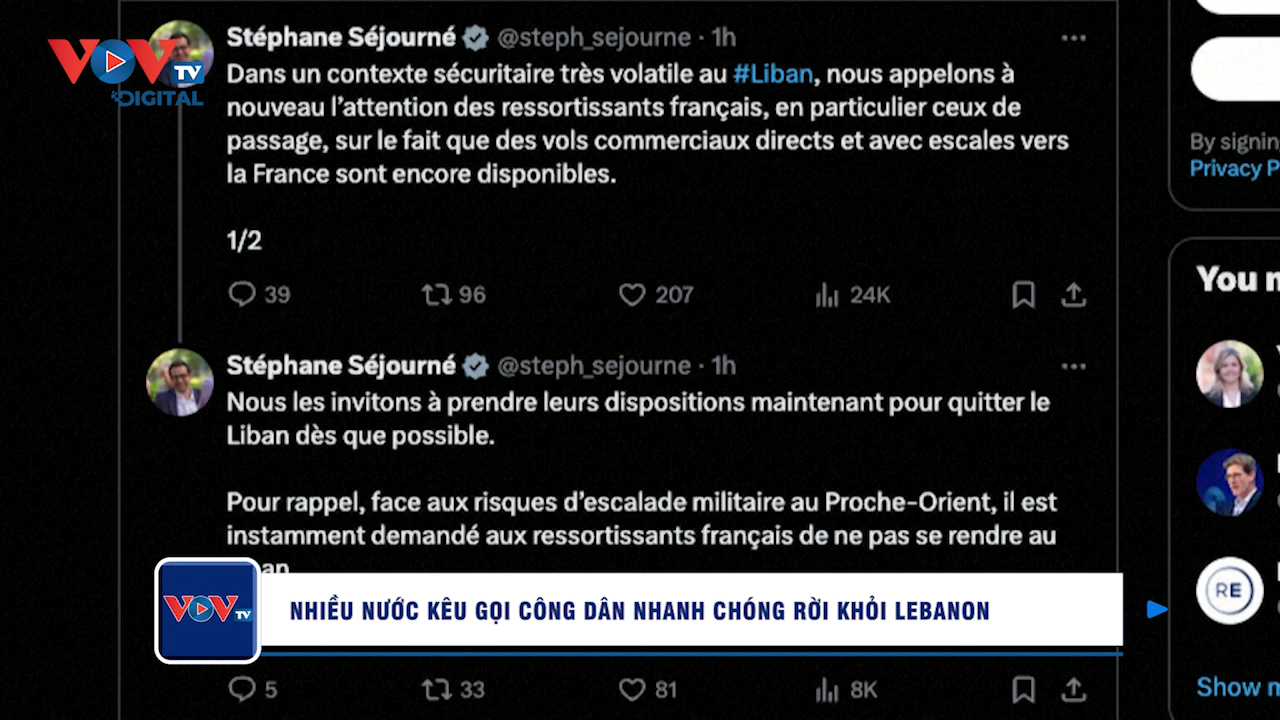 VOV TV
DIGITAL
Stéphane Séjourné @steph_sejourne · 1h
Dans un contexte sécuritaire très volatile au #Liban, nous appelons à
nouveau l’attention des ressortissants français, en particulier ceux de
passage, sur le fait que des vols commerciaux directs et avec escales vers
la France sont encore disponibles.
1/2
39 96 207 24K
Stéphane Séjourné @steph_sejourne · 1h
Nous les invitons à prendre leurs dispositions maintenant pour quitter le
Liban dès que possible.
Pour rappel, face aux risques d’escalade militaire au Proche-Orient, il est
instamment demandé aux ressortissants français de ne pas se rendre au
VOV TV
NHIỀU NƯỚC KÊU GỌI CÔNG DÂN NHANH CHÓNG RỜI KHỎI LEBANON
5 33 81 8K
By signin
Privacy P
You
RE
Show